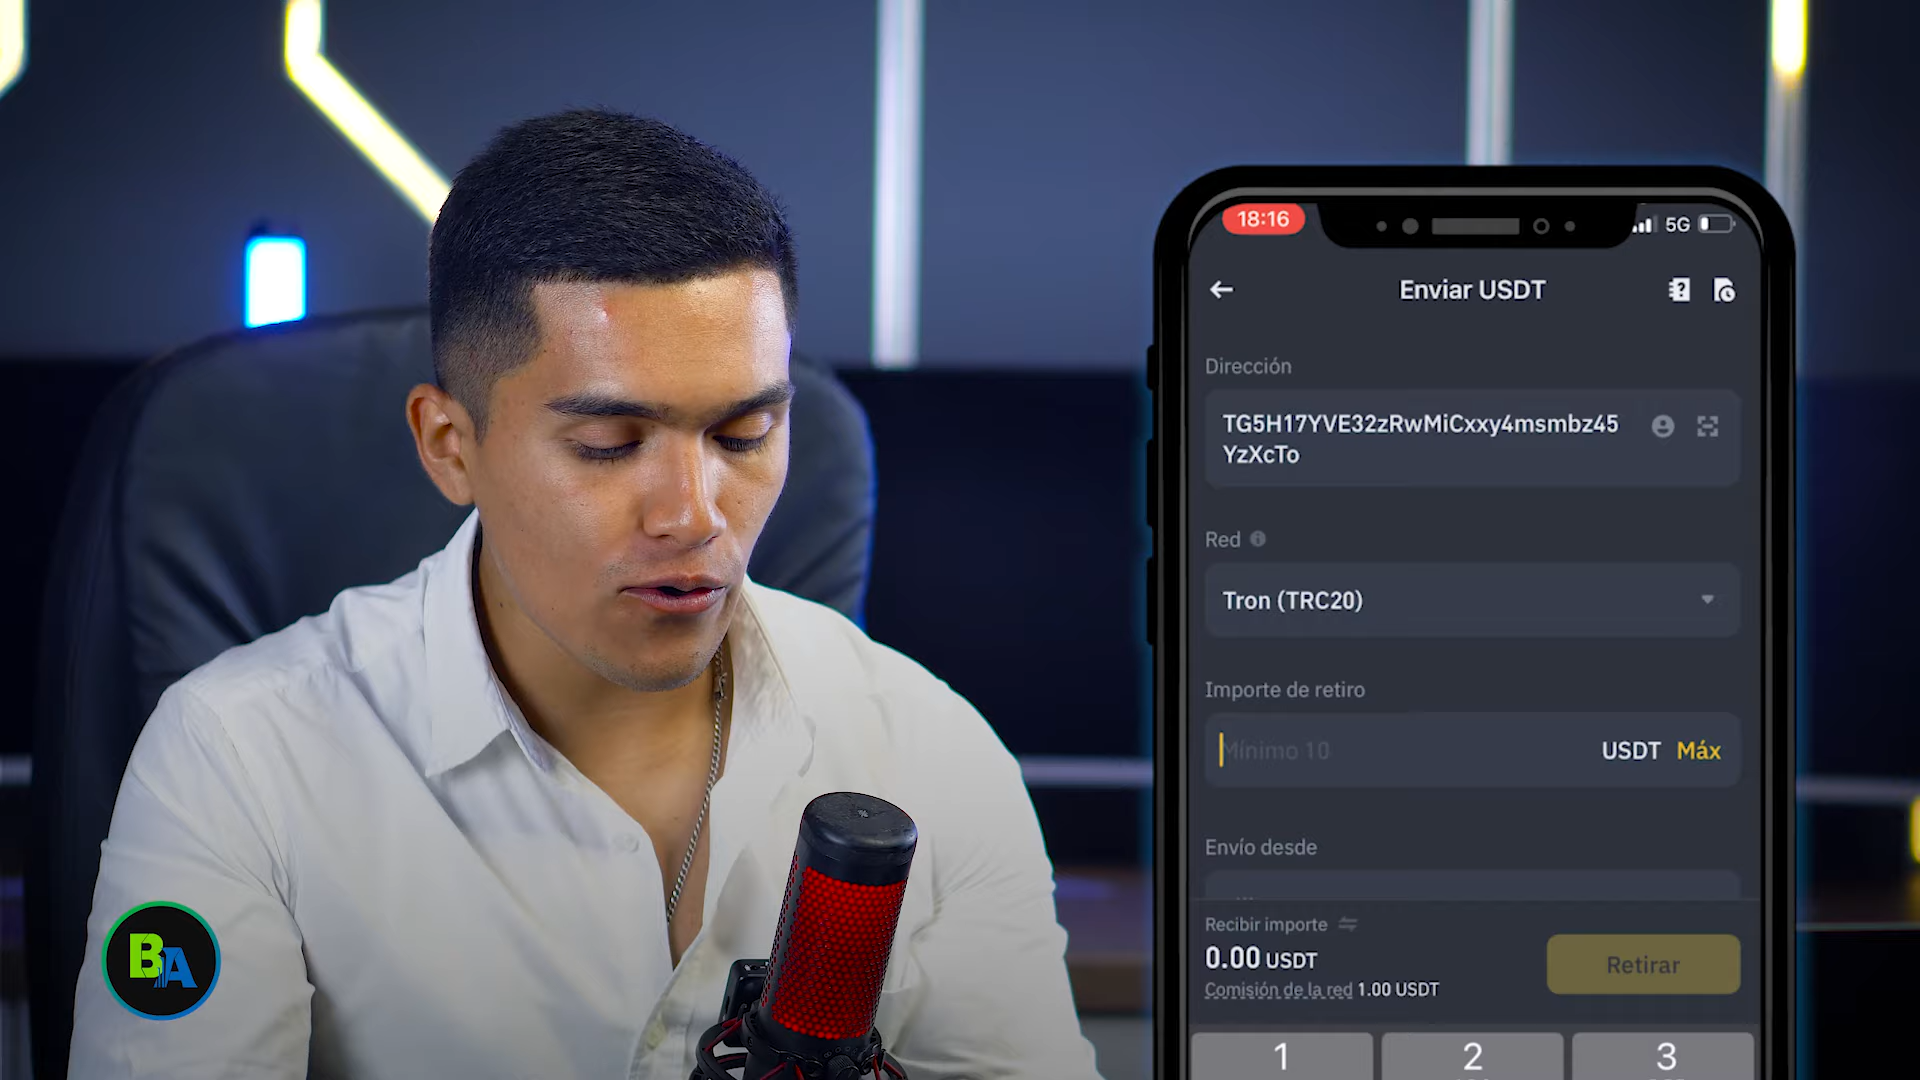 BA
18:16
5G
Enviar USDT
Dirección
TG5H17YVE32zRwMiCxxy4msmbz45
YzXcTo
Red
Tron (TRC20)
Importe de retiro
Mínimo 10
USDT Máx
Envío desde
Recibir importe
0.00 USDT
Retirar
Comisión de la red 1.00 USDT
1 2 3